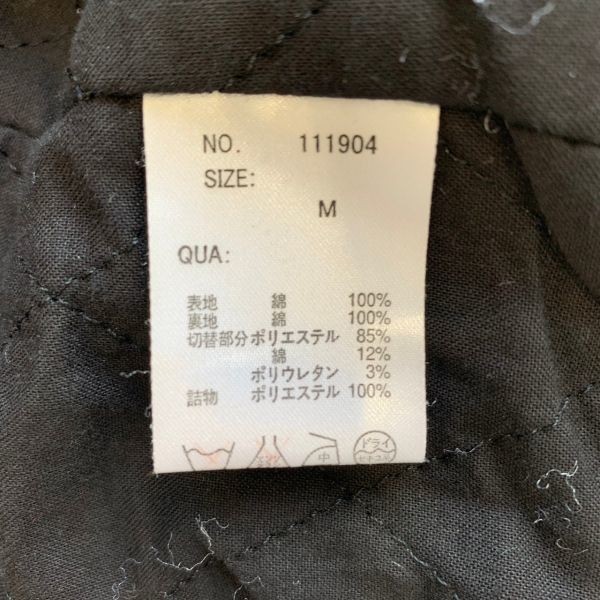 NO. 111904
SIZE:
M
QUA:
表地 綿 100%
裏地 綿 100%
切替部分 ポリエステル 85%
綿 12%
ポリウレタン 3%
詰物 ポリエステル 100%
中 ドライ